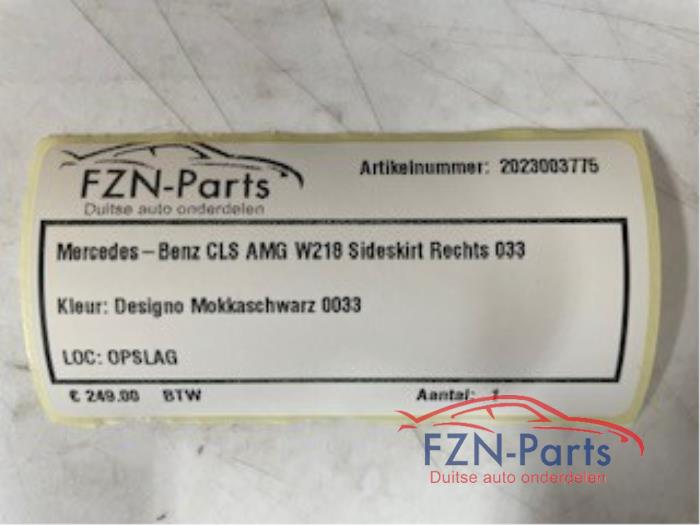 FZN-Parts
Duitse auto onderdelen
Artikelnummer: 2023003775
Mercedes-Benz CLS AMG W218 Sideskirt Rechts 033
Kleur: Designo Mokkaschwarz 0033
LOC: OPSLAG
€ 249.00 BTW
Aantal: 1
FZN-Parts
Duitse auto onderdelen